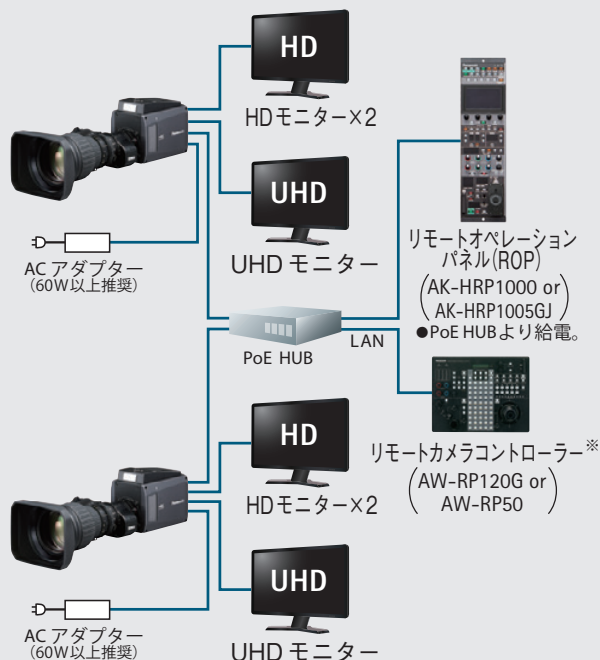 HD
HDモニター×2
UHD
UHD モニター
AC アダプター
(60W以上推奨)
リモートオペレーション
パネル(ROP)
(AK-HRP1000 or
AK-HRP1005GJ)
●PoE HUBより給電。
PoE HUB
LAN
リモートカメラコントローラー※
(AW-RP120G or
AW-RP50)
HD
HDモニター×2
UHD
UHD モニター
AC アダプター
(60W以上推奨)